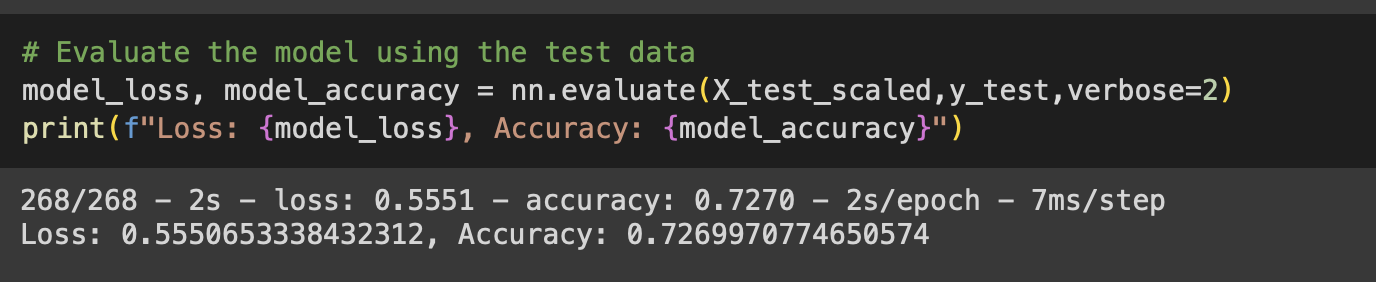 # Evaluate the model using the test data
model_loss, model_accuracy = nn.evaluate(X_test_scaled,y_test,verbose=2)
print(f"Loss: {model_loss}, Accuracy: {model_accuracy}")
268/268 – 2s – loss: 0.5551 – accuracy: 0.7270 – 2s/epoch – 7ms/step
Loss: 0.5550653338432312, Accuracy: 0.7269970774650574